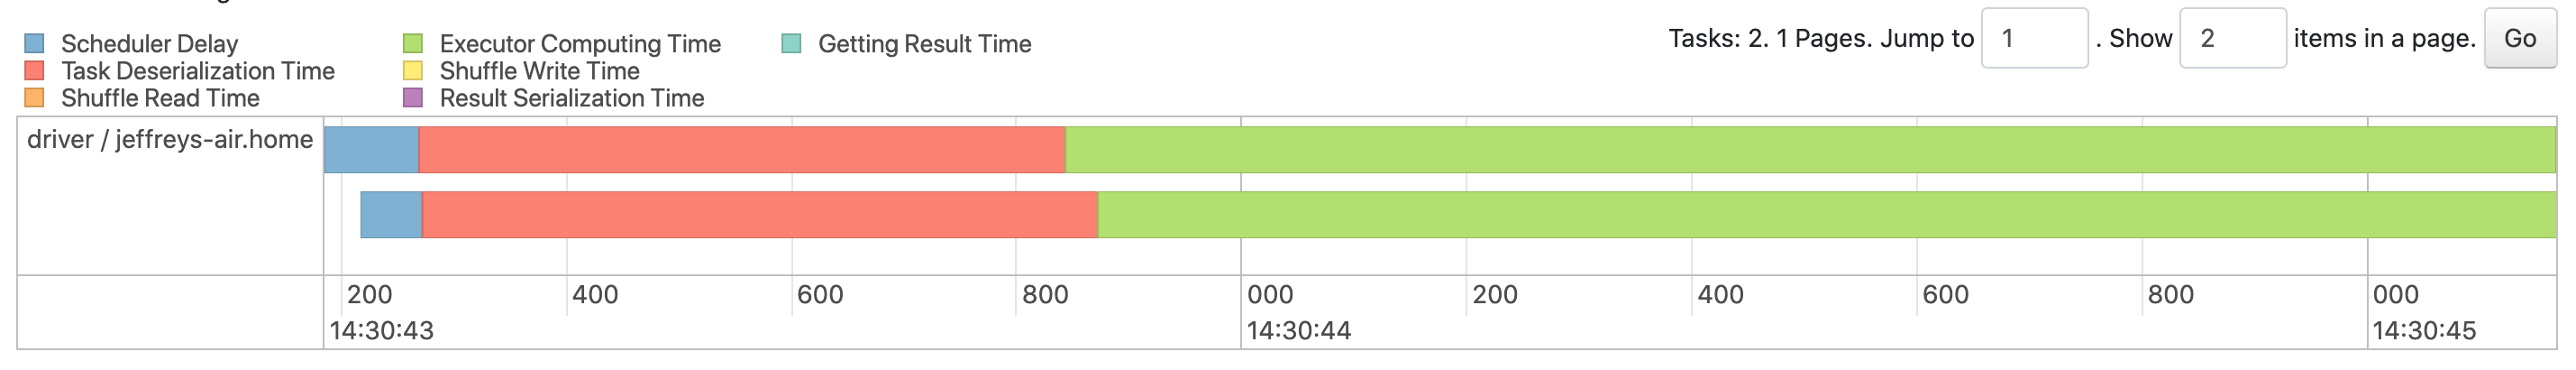 Scheduler Delay
Task Deserialization Time
Shuffle Read Time
Executor Computing Time
Shuffle Write Time
Result Serialization Time
Getting Result Time
Tasks: 2. 1 Pages. Jump to 1 . Show 2 items in a page. Go
driver / jeffreys-air.home
200 400 600 800 000 200 400 600 800 000
14:30:43 14:30:44 14:30:45